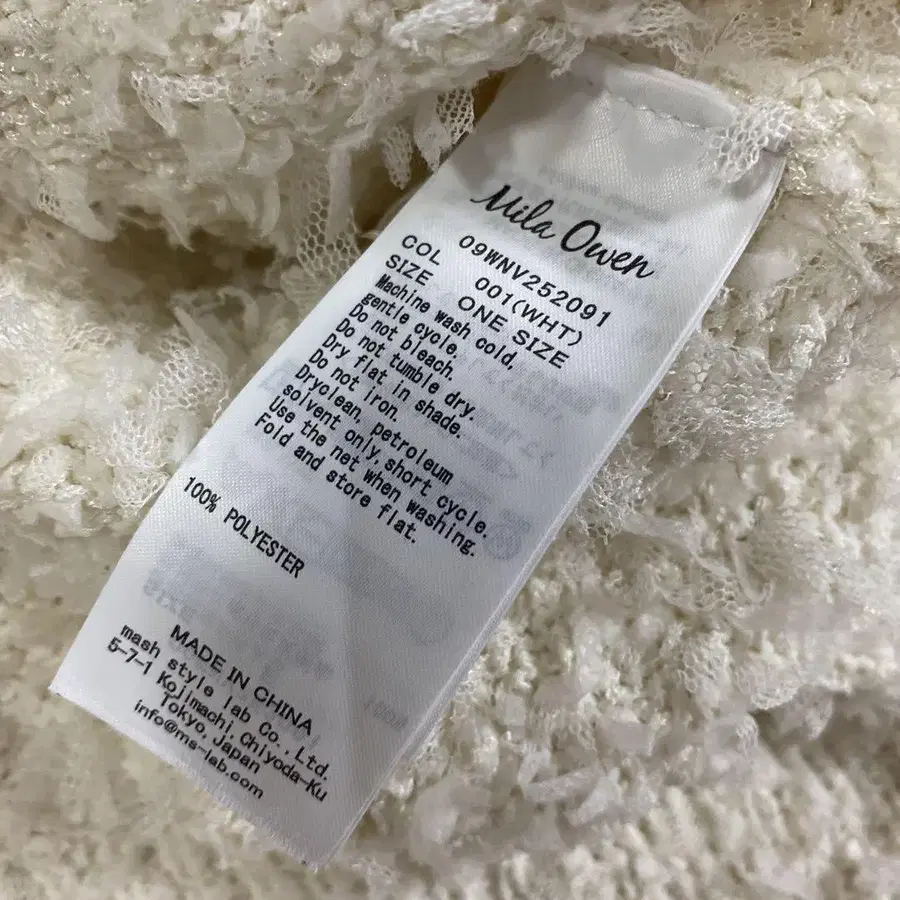 Mila Owen
09WNV252091
COL 001(WHT)
SIZE ONE SIZE
Machine wash cold,
gentle cycle.
Do not bleach.
Do not tumble dry.
Dry flat in shade.
Do not iron.
Dryclean, petroleum
solvent only,short cycle.
Use the net when washing.
Fold and store flat.
100% POLYESTER
MADE IN CHINA
mash style lab Co.,Ltd.
5-7-1 Kojimachi,Chiyoda-Ku
Tokyo,Japan
info@ms-lab.com